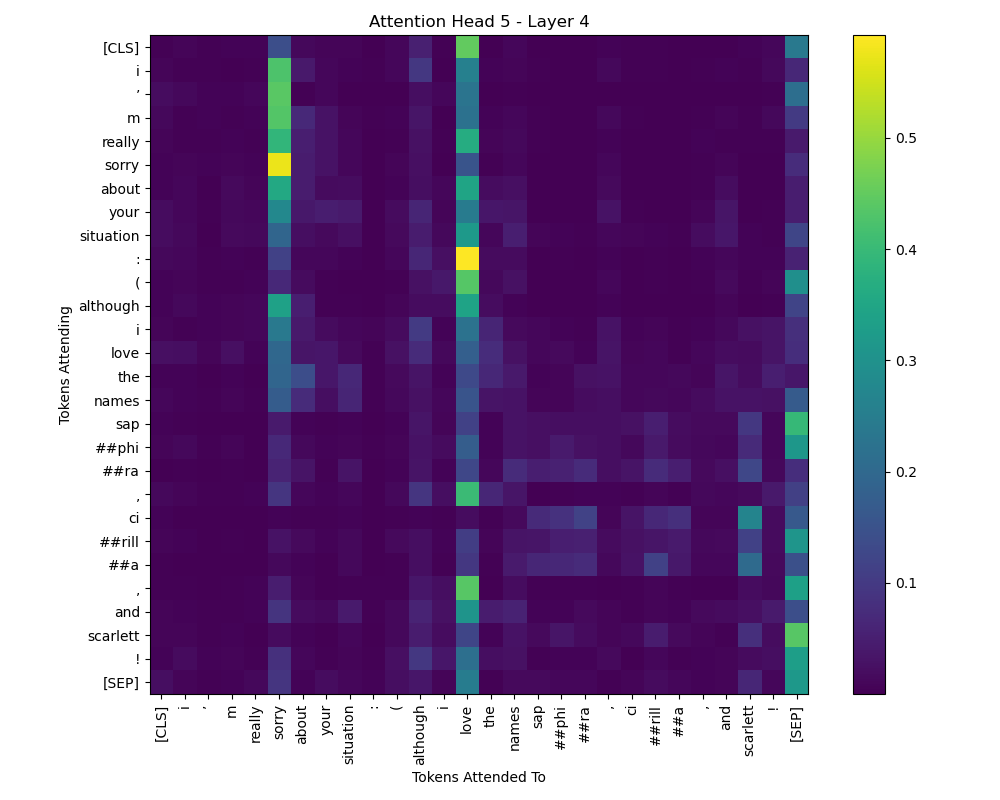 Attention Head 5 - Layer 4
[CLS]
i
'
m
really
sorry
about
your
situation
:
(
although
i
love
the
names
sap
##phi
##ra
,
ci
##rill
##a
,
and
scarlett
!
[SEP]
Tokens Attending
[CLS]
i
'
m
really
sorry
about
your
situation
:
(
although
i
love
the
names
sap
##phi
##ra
,
ci
##rill
##a
,
and
scarlett
!
[SEP]
Tokens Attended To
0.5
0.4
0.3
0.2
0.1